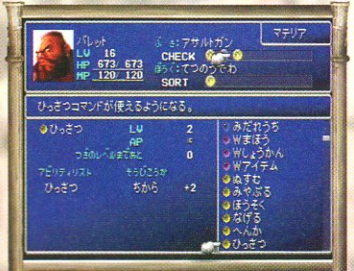 マテリア
バレット
LV 16
HP 673/ 673
MP 120/ 120
ぶき:アサルトガン
CHECK
ぼうぐ:てつのうでわ
SORT
ひっさつコマンドが使えるようになる。
ひっさつ LV 2
AP
つぎのレベルまであと 0
アビリティリスト そうびこうか
ひっさつ ちから +2
みだれうち
Wまほう
Wしょうかん
Wアイテム
ぬすむ
みやぶる
ほうそく
なげる
へんか
ひっさつ